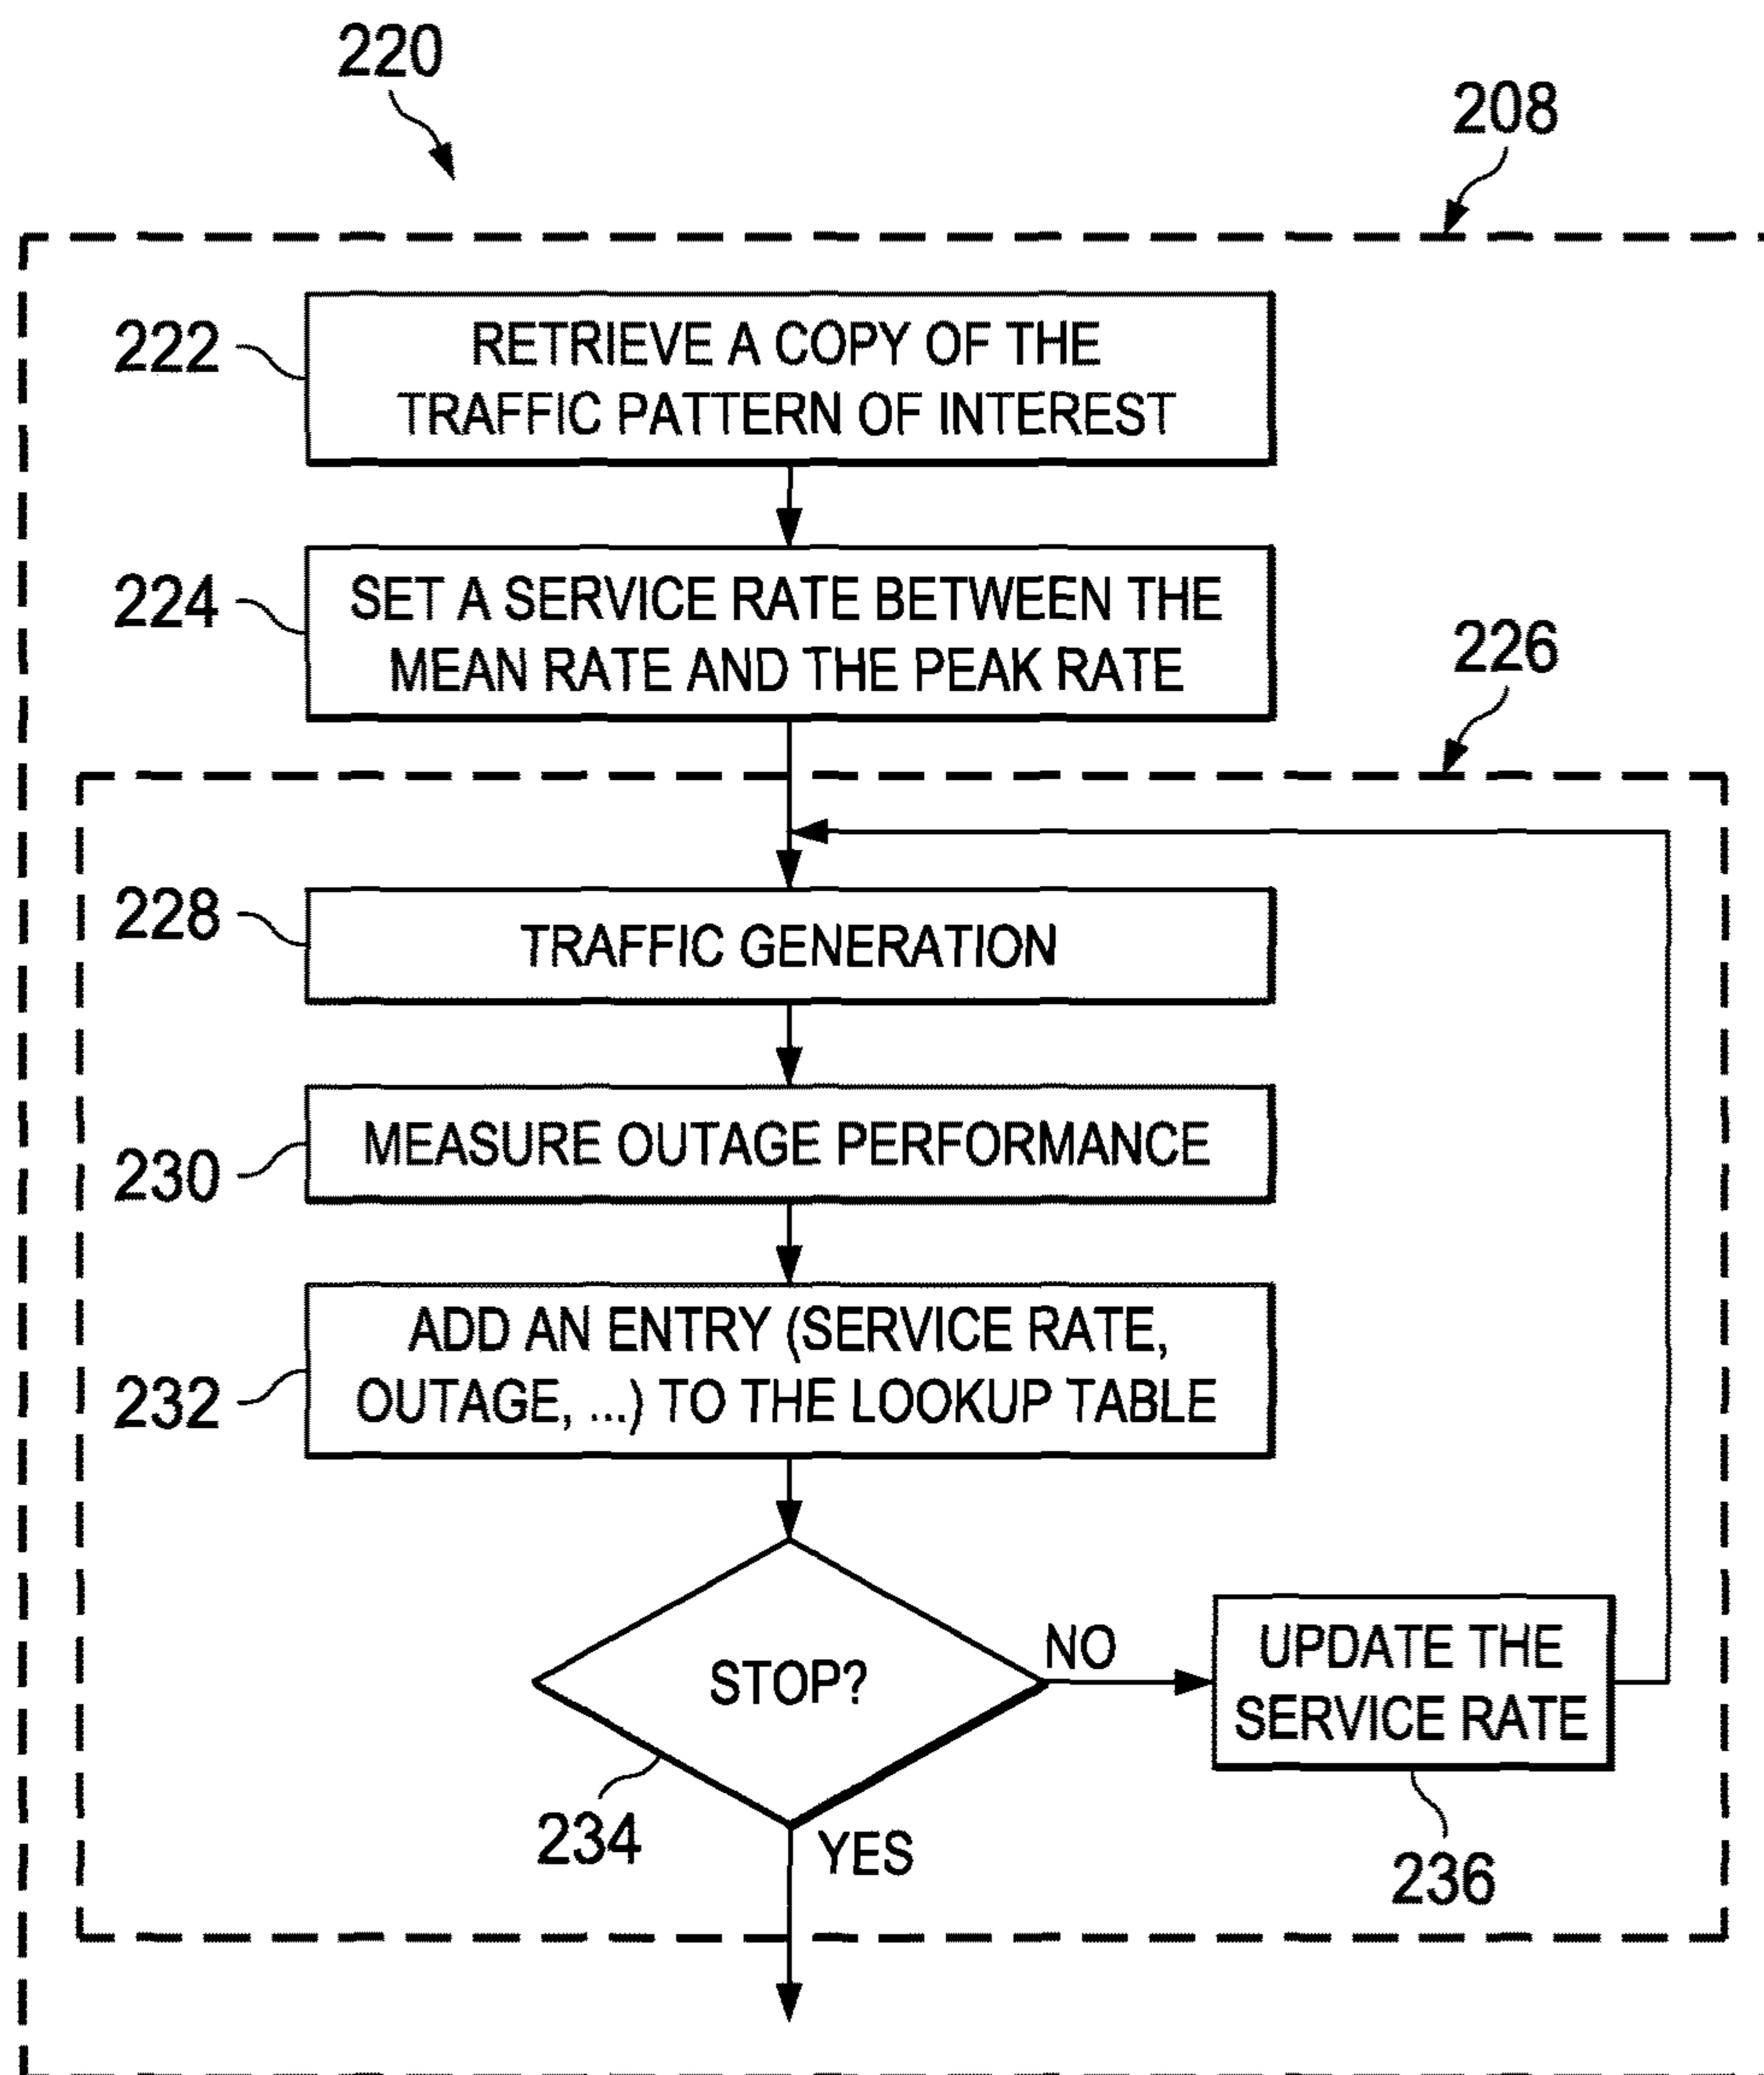 220
208
222
RETRIEVE A COPY OF THE
TRAFFIC PATTERN OF INTEREST
224
SET A SERVICE RATE BETWEEN THE
MEAN RATE AND THE PEAK RATE
226
228
TRAFFIC GENERATION
230
MEASURE OUTAGE PERFORMANCE
232
ADD AN ENTRY (SERVICE RATE,
OUTAGE, ...) TO THE LOOKUP TABLE
STOP?
NO
UPDATE THE
SERVICE RATE
234
YES
236